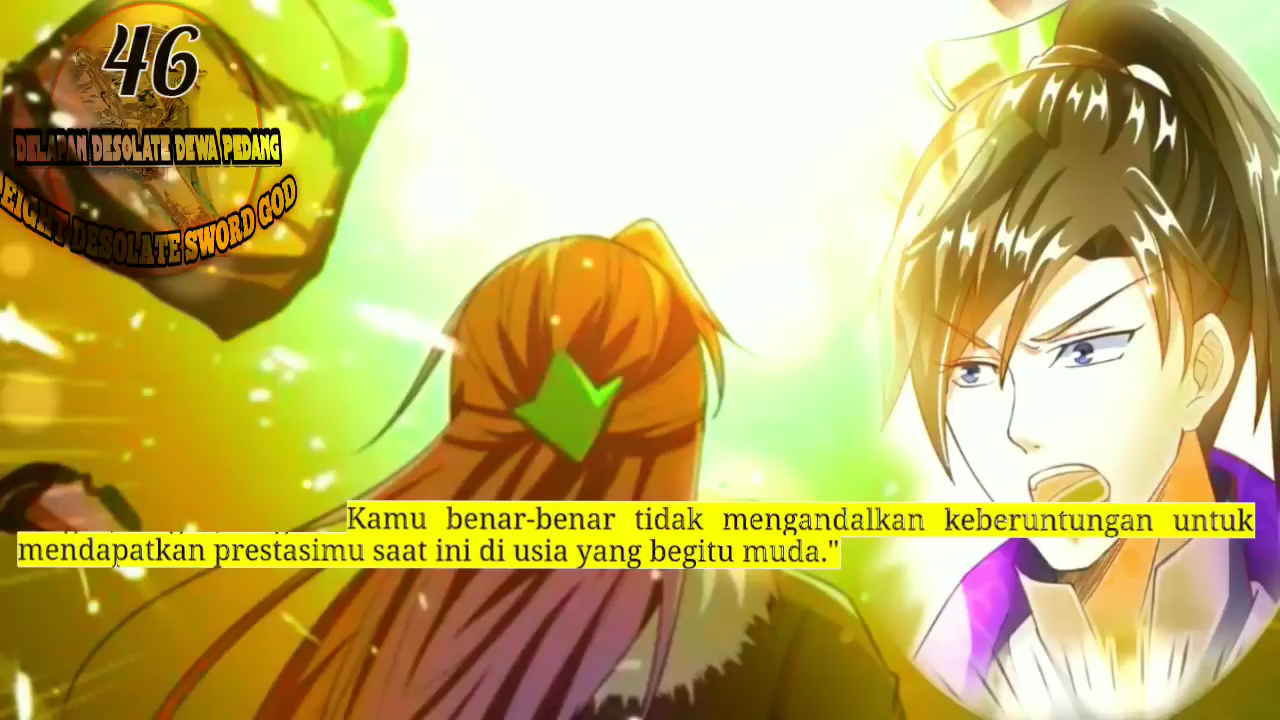 46
DELAPAN DESOLATE DEWA PEDANG
EIGHT DESOLATE SWORD GOD
Kamu benar-benar tidak mengandalkan keberuntungan untuk
mendapatkan prestasimu saat ini di usia yang begitu muda."